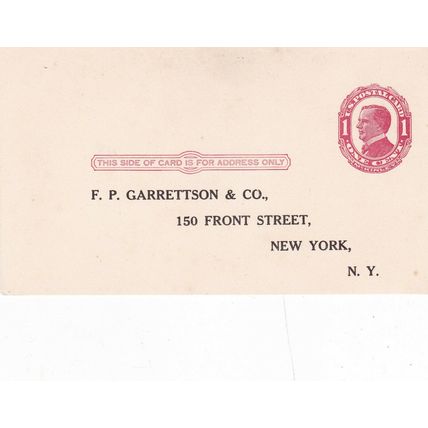 U.S. POSTAL CARD
1 1
ONE CENT
McKINLEY
THIS SIDE OF CARD IS FOR ADDRESS ONLY
F. P. GARRETTSON & CO.,
150 FRONT STREET,
NEW YORK,
N. Y.